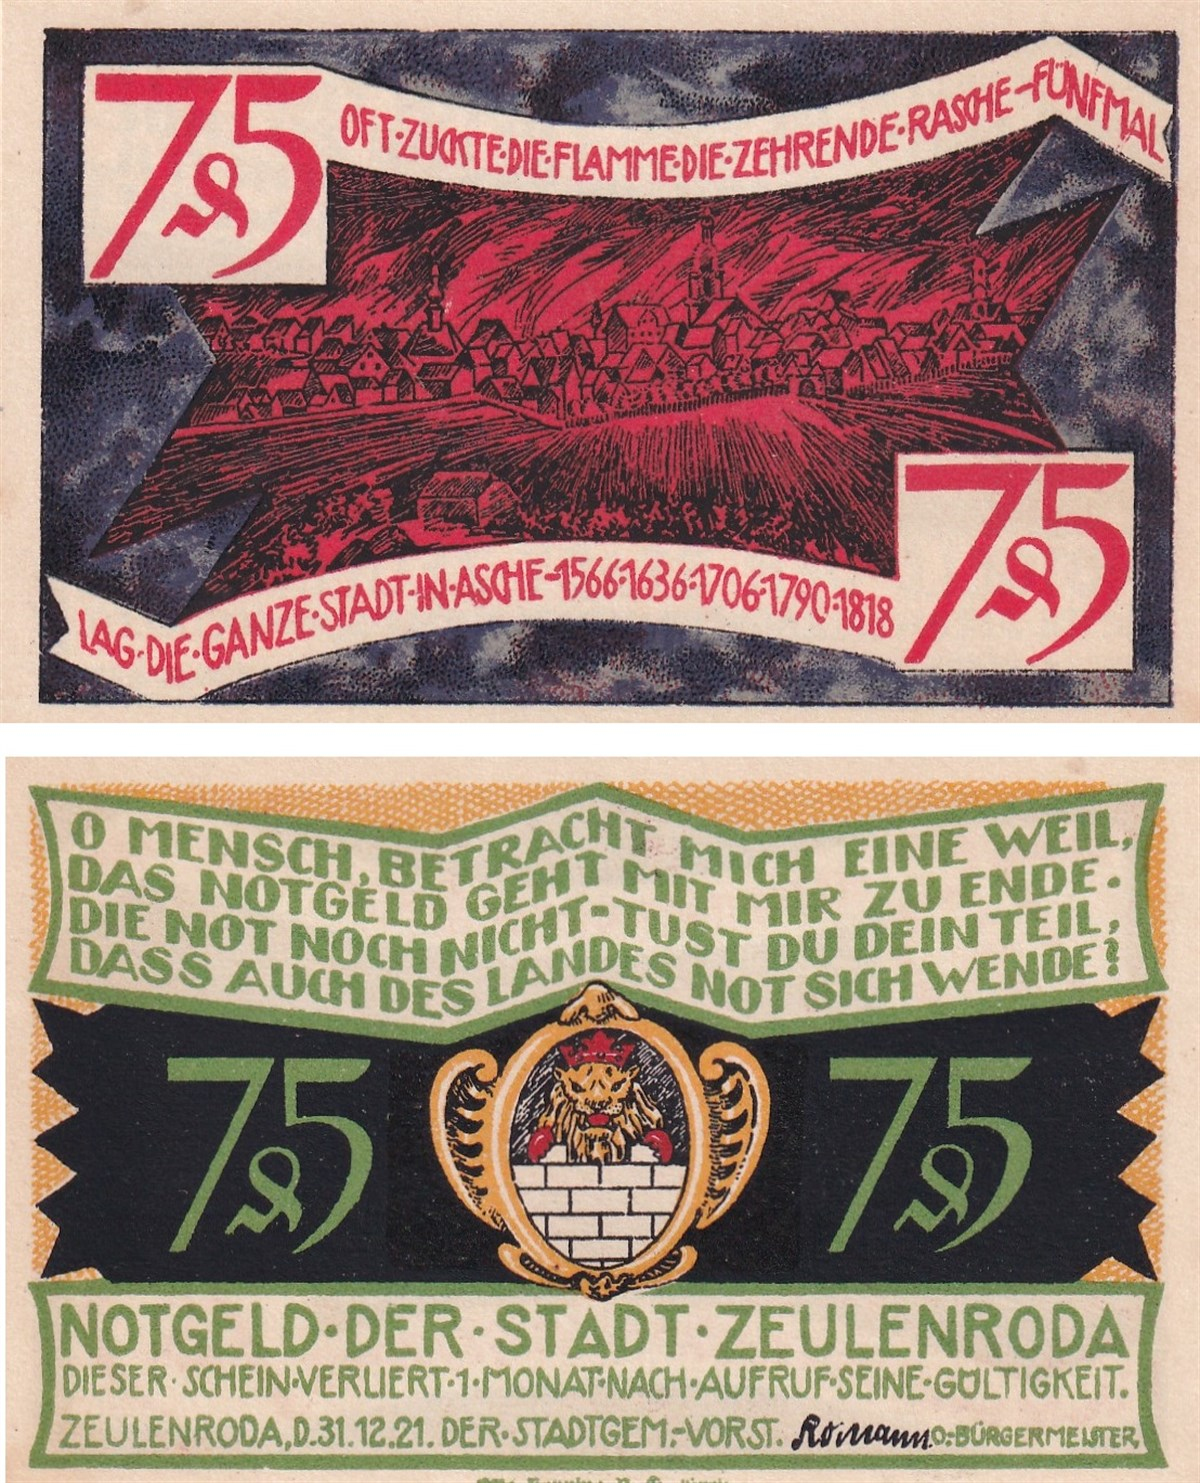 75 ₰
OFT·ZUCKTE·DIE·FLAMME·DIE·ZEHRENDE·RASCHE–FÜNFMAL
LAG·DIE·GANZE·STADT·IN·ASCHE–1566·1636·1706·1790·1818
75 ₰
O MENSCH, BETRACHT MICH EINE WEIL,
DAS NOTGELD GEHT MIT MIR ZU ENDE.
DIE NOT NOCH NICHT-TUST DU DEIN TEIL,
DASS AUCH DES LANDES NOT SICH WENDE?
75 ₰ 75 ₰
NOTGELD·DER·STADT·ZEULENRODA
DIESER·SCHEIN·VERLIERT·1·MONAT·NACH·AUFRUF·SEINE·GÜLTIGKEIT.
ZEULENRODA, D. 31.12.21. DER·STADTGEM.-VORST. O.-BÜRGERMEISTER,